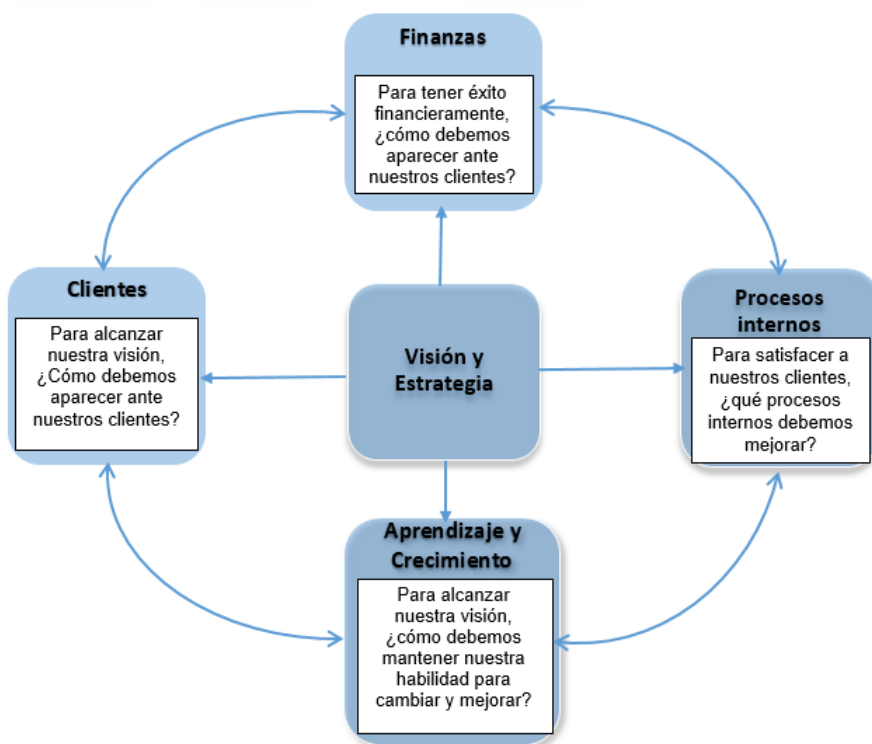 Finanzas
Para tener éxito
financieramente,
¿cómo debemos
aparecer ante
nuestros clientes?
Clientes
Para alcanzar
nuestra visión,
¿Cómo debemos
aparecer ante
nuestros clientes?
Visión y
Estrategia
Procesos
internos
Para satisfacer a
nuestros clientes,
¿qué procesos
internos debemos
mejorar?
Aprendizaje y
Crecimiento
Para alcanzar
nuestra visión,
¿cómo debemos
mantener nuestra
habilidad para
cambiar y mejorar?